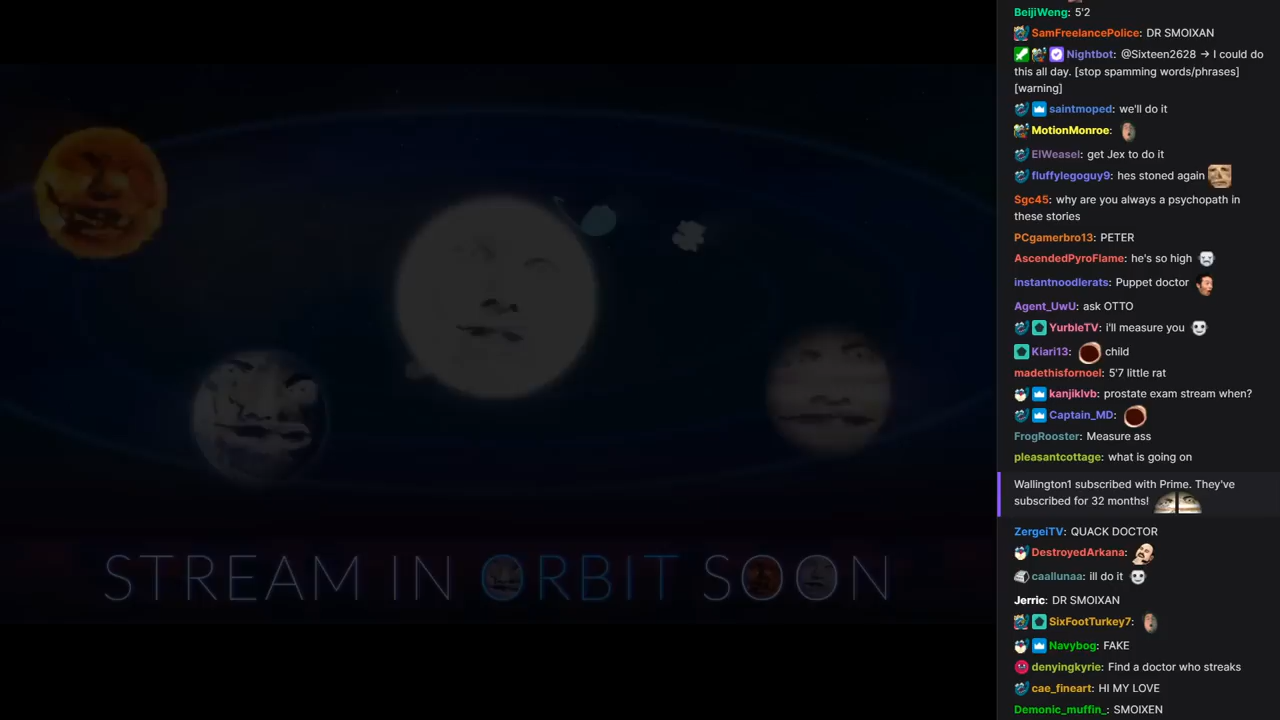 BeijiWeng: 5'2
SamFreelancePolice: DR SMOIXAN
Nightbot: @Sixteen2628 → I could do
this all day. [stop spamming words/phrases]
[warning]
saintmoped: we'll do it
MotionMonroe:
ElWeasel: get Jex to do it
fluffylegoguy9: hes stoned again
Sgc45: why are you always a psychopath in
these stories
PCgamerbro13: PETER
AscendedPyroFlame: he's so high
instantnoodlerats: Puppet doctor
Agent_UwU: ask OTTO
YurbleTV: i'll measure you
Kiari13: child
madethisfornoel: 5'7 little rat
kanjiklvb: prostate exam stream when?
Captain_MD:
FrogRooster: Measure ass
pleasantcottage: what is going on
Wallington1 subscribed with Prime. They've
subscribed for 32 months!
ZergeiTV: QUACK DOCTOR
DestroyedArkana:
caallunaa: ill do it
Jerric: DR SMOIXAN
SixFootTurkey7:
Navybog: FAKE
denyingkyrie: Find a doctor who streaks
cae_fineart: HI MY LOVE
Demonic_muffin_: SMOIXEN
STREAM IN ORBIT SOON